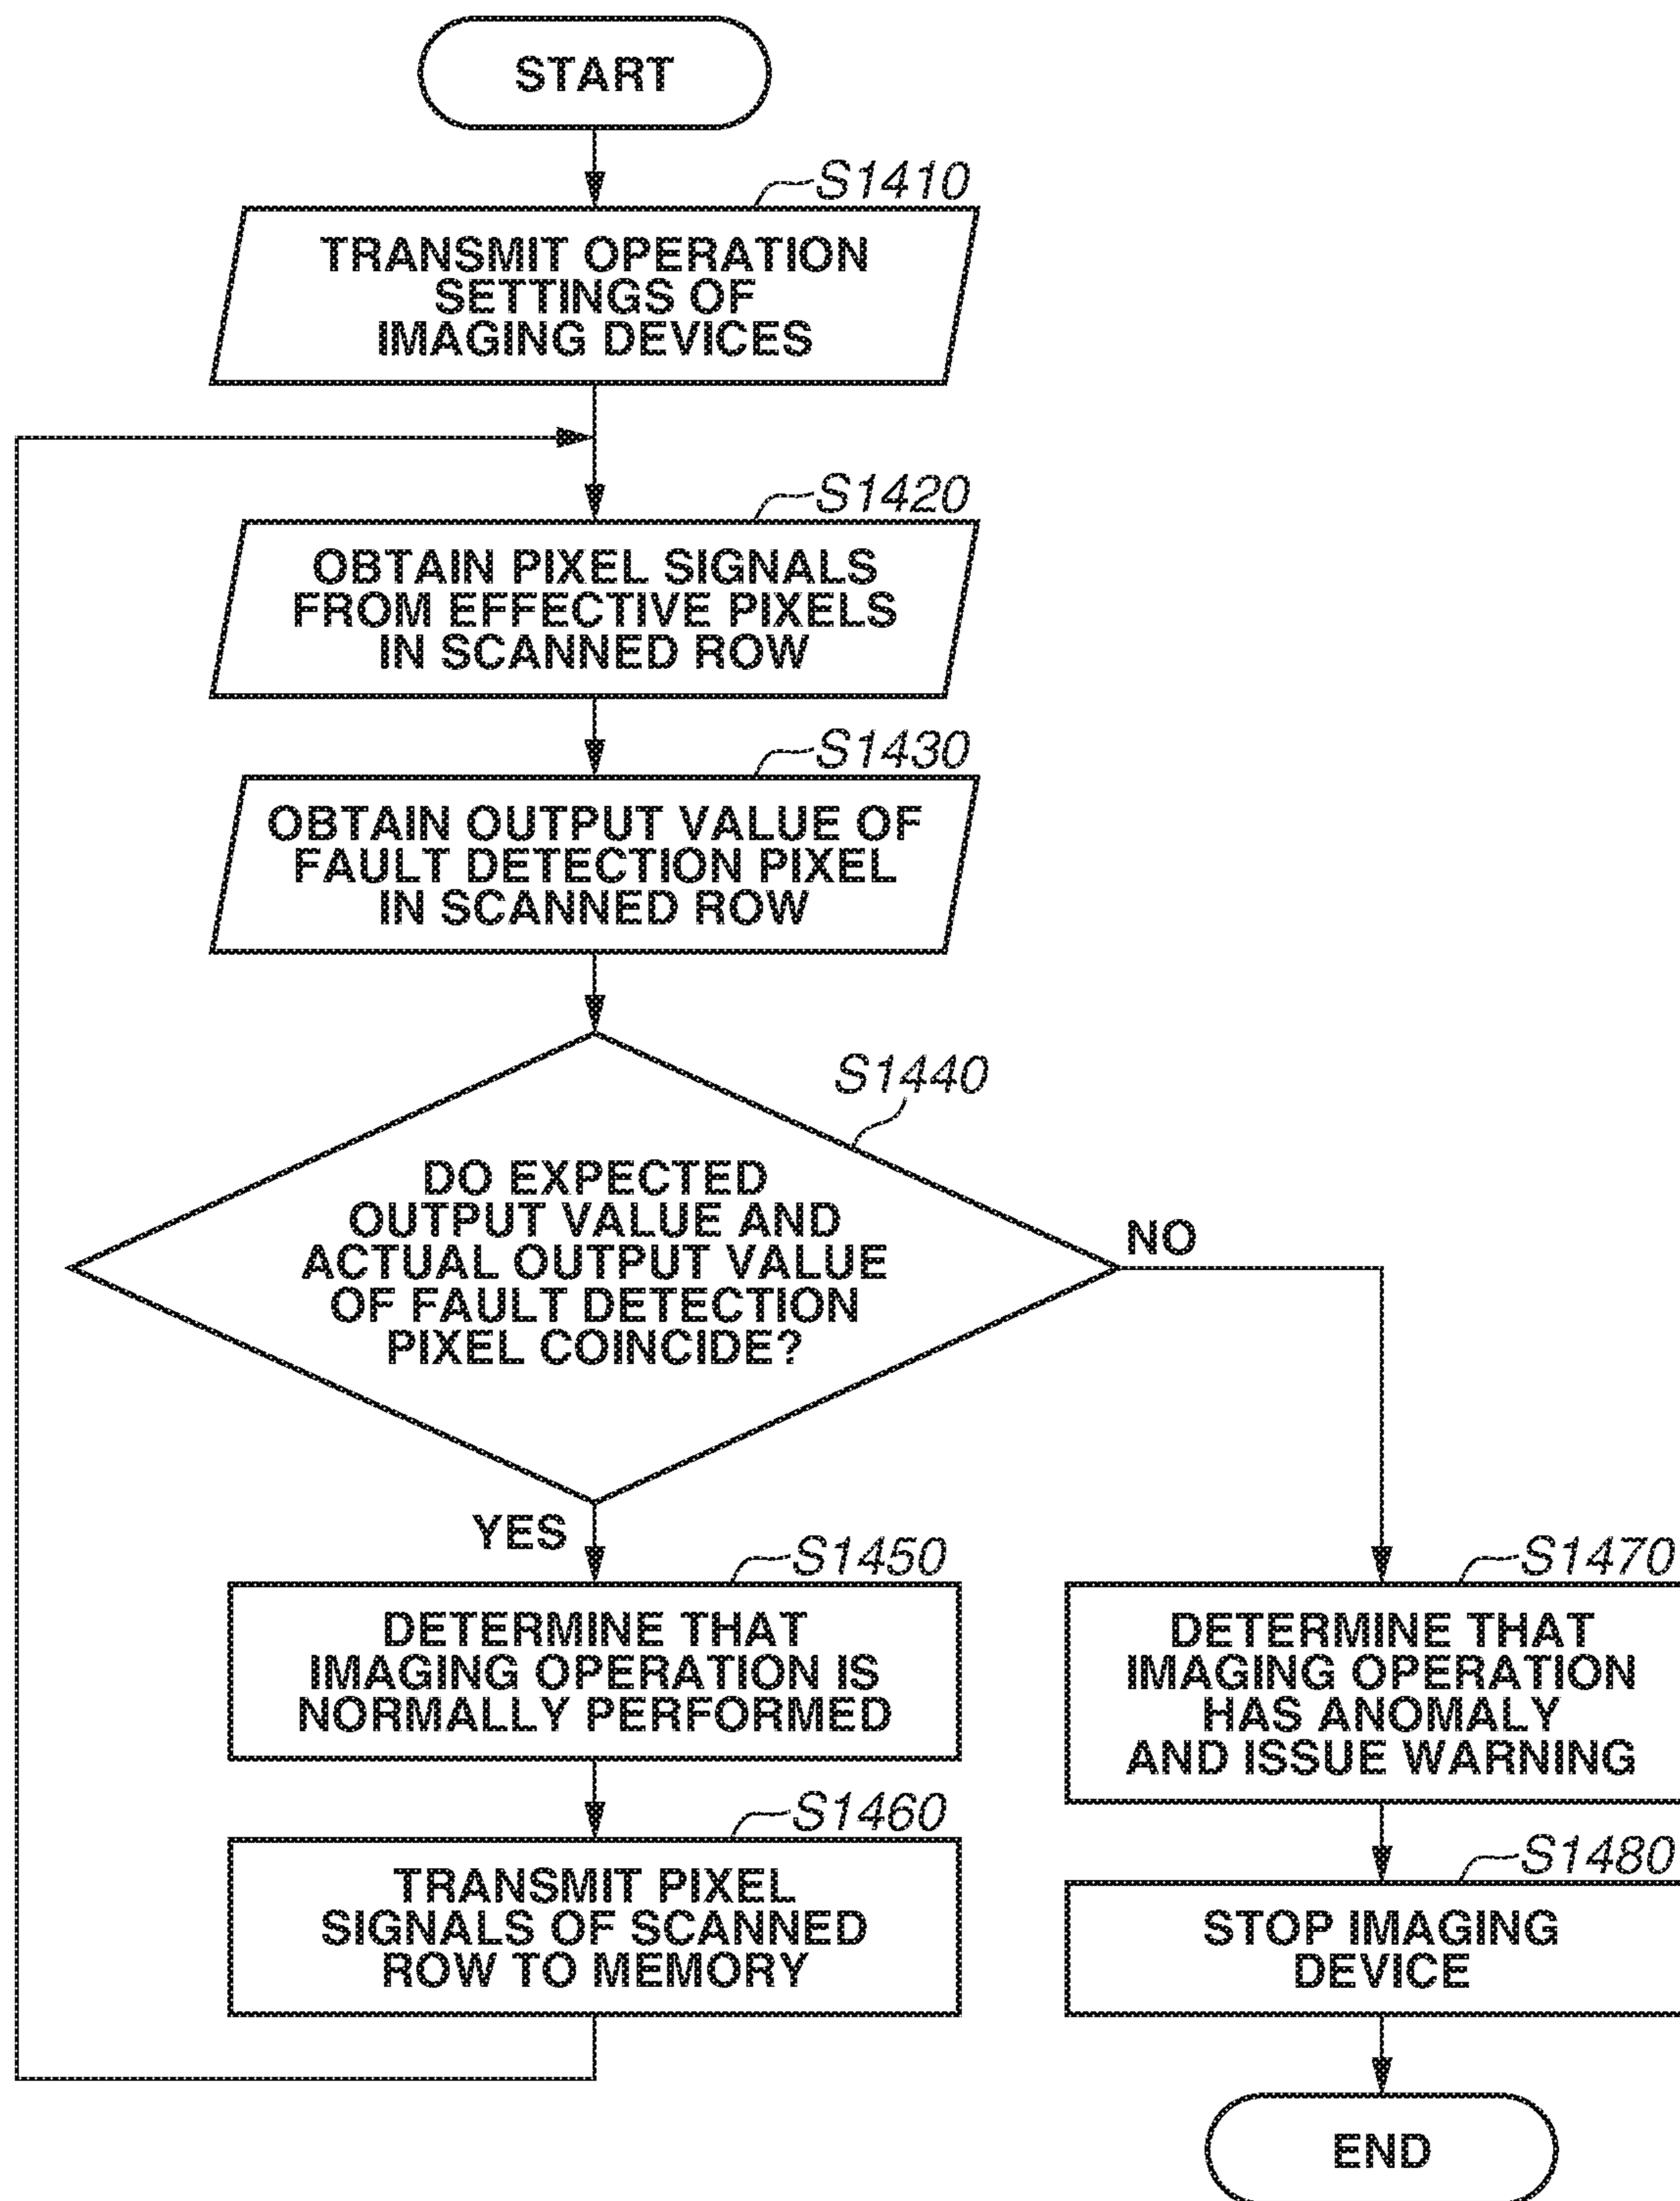 START
S1410
TRANSMIT OPERATION
SETTINGS OF
IMAGING DEVICES
S1420
OBTAIN PIXEL SIGNALS
FROM EFFECTIVE PIXELS
IN SCANNED ROW
S1430
OBTAIN OUTPUT VALUE OF
FAULT DETECTION PIXEL
IN SCANNED ROW
S1440
DO EXPECTED
OUTPUT VALUE AND
ACTUAL OUTPUT VALUE
OF FAULT DETECTION
PIXEL COINCIDE?
NO
YES
S1450
DETERMINE THAT
IMAGING OPERATION IS
NORMALLY PERFORMED
S1460
TRANSMIT PIXEL
SIGNALS OF SCANNED
ROW TO MEMORY
S1470
DETERMINE THAT
IMAGING OPERATION
HAS ANOMALY
AND ISSUE WARNING
S1480
STOP IMAGING
DEVICE
END